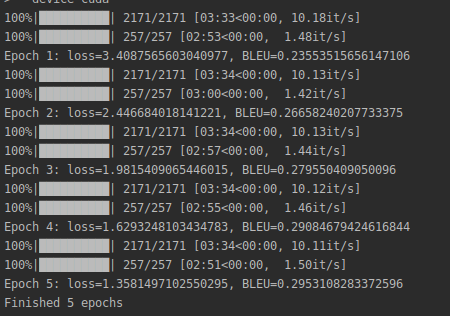 > device cuda
100%|██████████| 2171/2171 [03:33<00:00, 10.18it/s]
100%|██████████| 257/257 [02:53<00:00,  1.48it/s]
Epoch 1: loss=3.4087565603040977, BLEU=0.23553515656147106
100%|██████████| 2171/2171 [03:34<00:00, 10.13it/s]
100%|██████████| 257/257 [03:00<00:00,  1.42it/s]
Epoch 2: loss=2.446684018141221, BLEU=0.26658240207733375
100%|██████████| 2171/2171 [03:34<00:00, 10.13it/s]
100%|██████████| 257/257 [02:57<00:00,  1.44it/s]
Epoch 3: loss=1.9815409065446015, BLEU=0.279550409050096
100%|██████████| 2171/2171 [03:34<00:00, 10.12it/s]
100%|██████████| 257/257 [02:55<00:00,  1.46it/s]
Epoch 4: loss=1.6293248103434783, BLEU=0.29084679424616844
100%|██████████| 2171/2171 [03:34<00:00, 10.11it/s]
100%|██████████| 257/257 [02:51<00:00,  1.50it/s]
Epoch 5: loss=1.3581497102550295, BLEU=0.2953108283372596
Finished 5 epochs